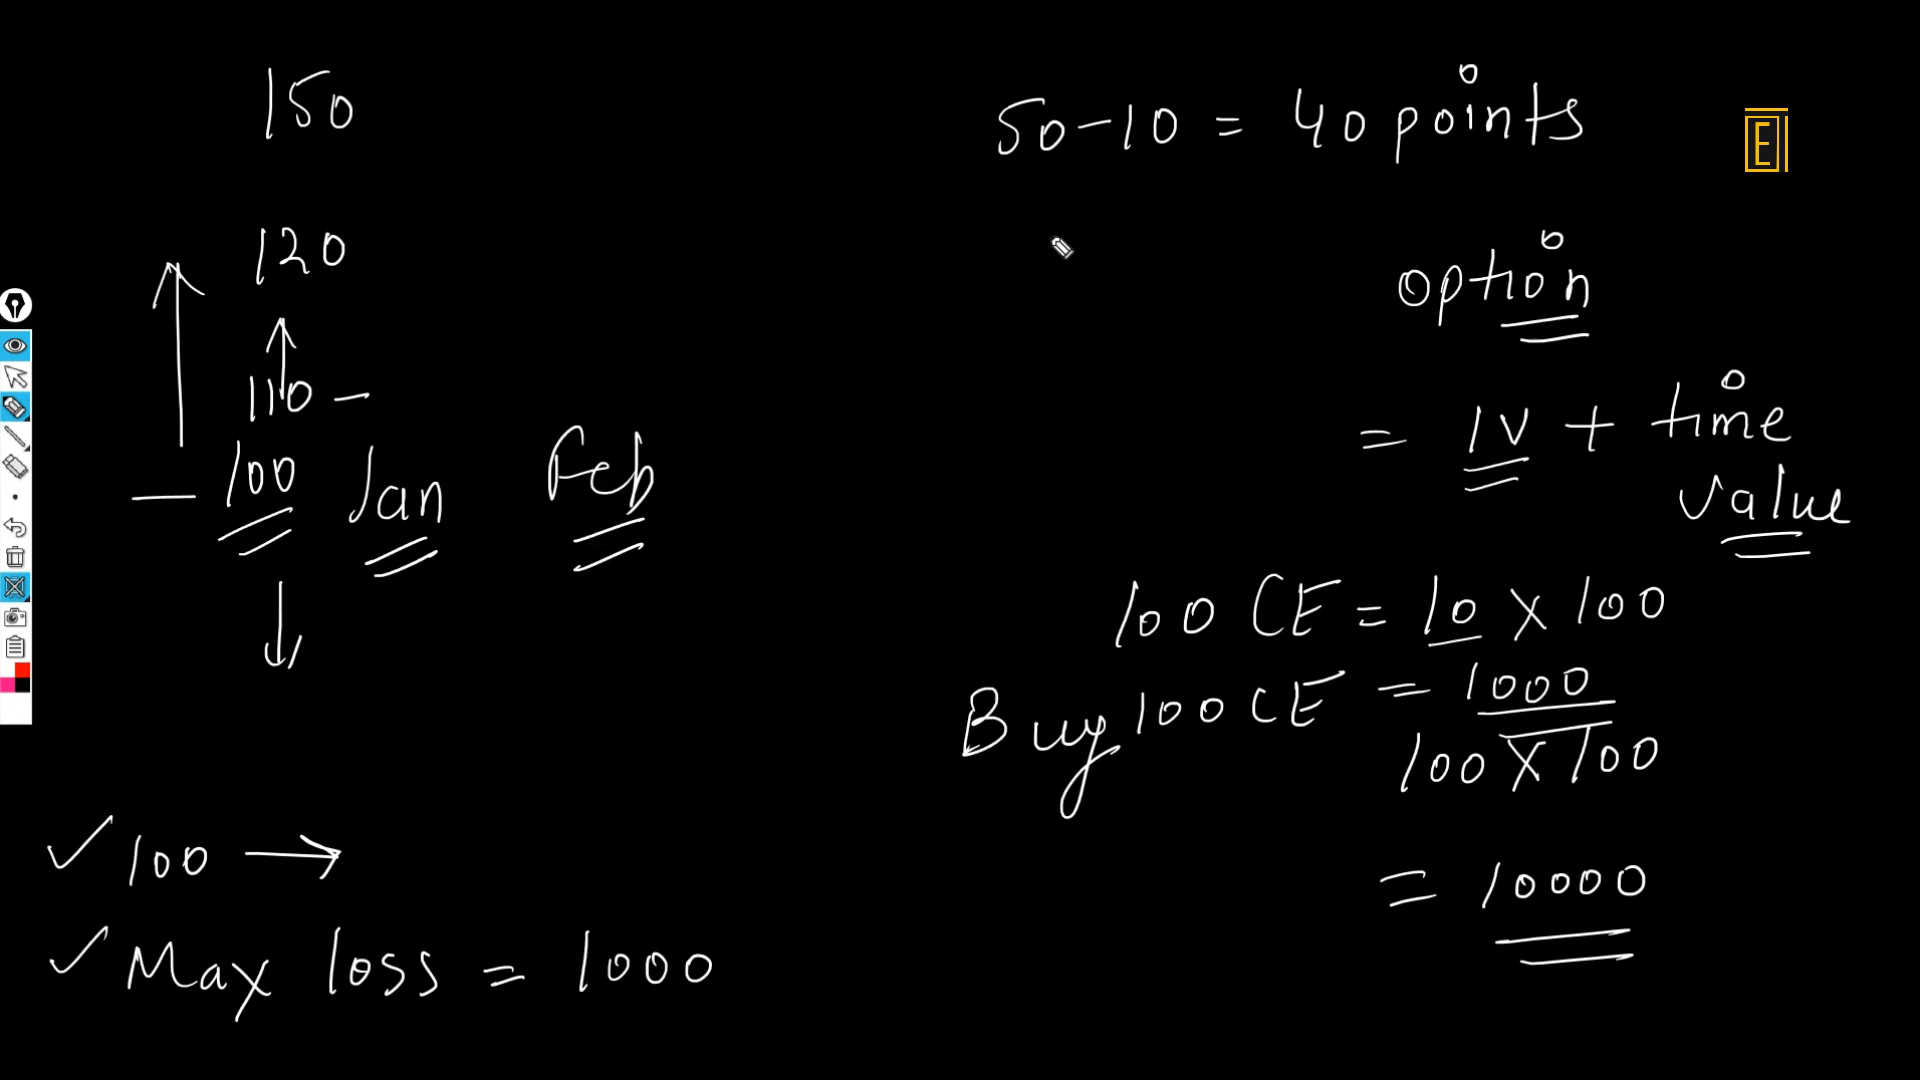 150
120
110 -
- 100 Jan Feb
✓ 100 →
✓ Max loss = 1000
50-10 = 40 points
E
option
= IV + time
value
100 CE = 10 X 100
Buy 100 CE = 1000
100 X 100
= 10000